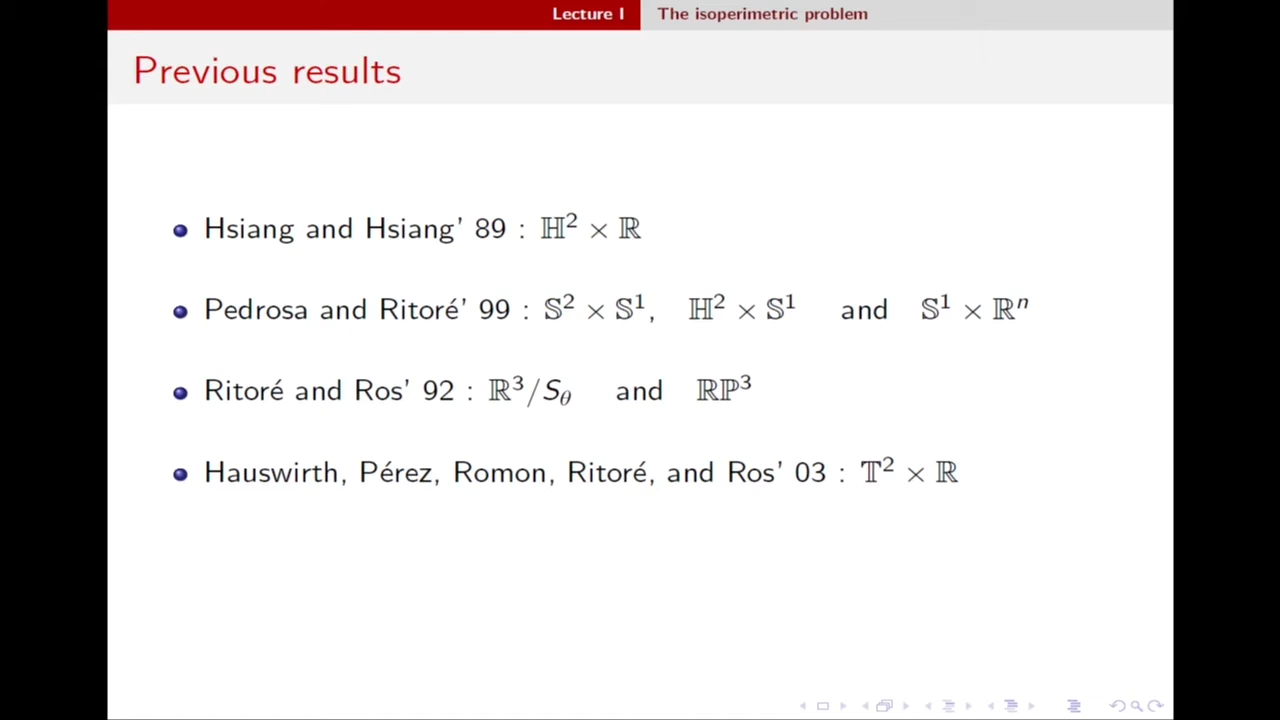 Lecture I The isoperimetric problem
Previous results
Hsiang and Hsiang' 89 : ℍ² × ℝ
Pedrosa and Ritoré' 99 : 𝕊² × 𝕊¹, ℍ² × 𝕊¹ and 𝕊¹ × ℝⁿ
Ritoré and Ros' 92 : ℝ³/S_θ and ℝℙ³
Hauswirth, Pérez, Romon, Ritoré, and Ros' 03 : 𝕋² × ℝ